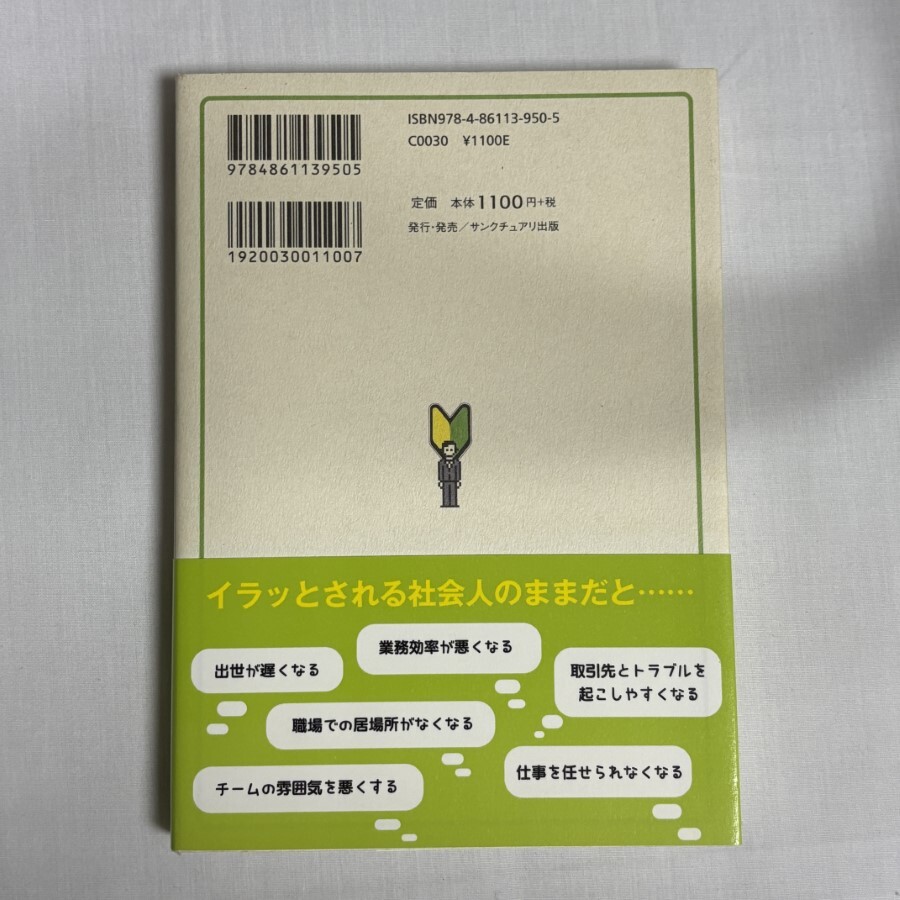 ISBN978-4-86113-950-5
C0030 ¥1100E
9784861139505
定価 本体1100円+税
発行・発売/サンクチュアリ出版
1920030011007
イラッとされる社会人のままだと……
業務効率が悪くなる
出世が遅くなる
取引先とトラブルを
起こしやすくなる
職場での居場所がなくなる
仕事を任せられなくなる
チームの雰囲気を悪くする